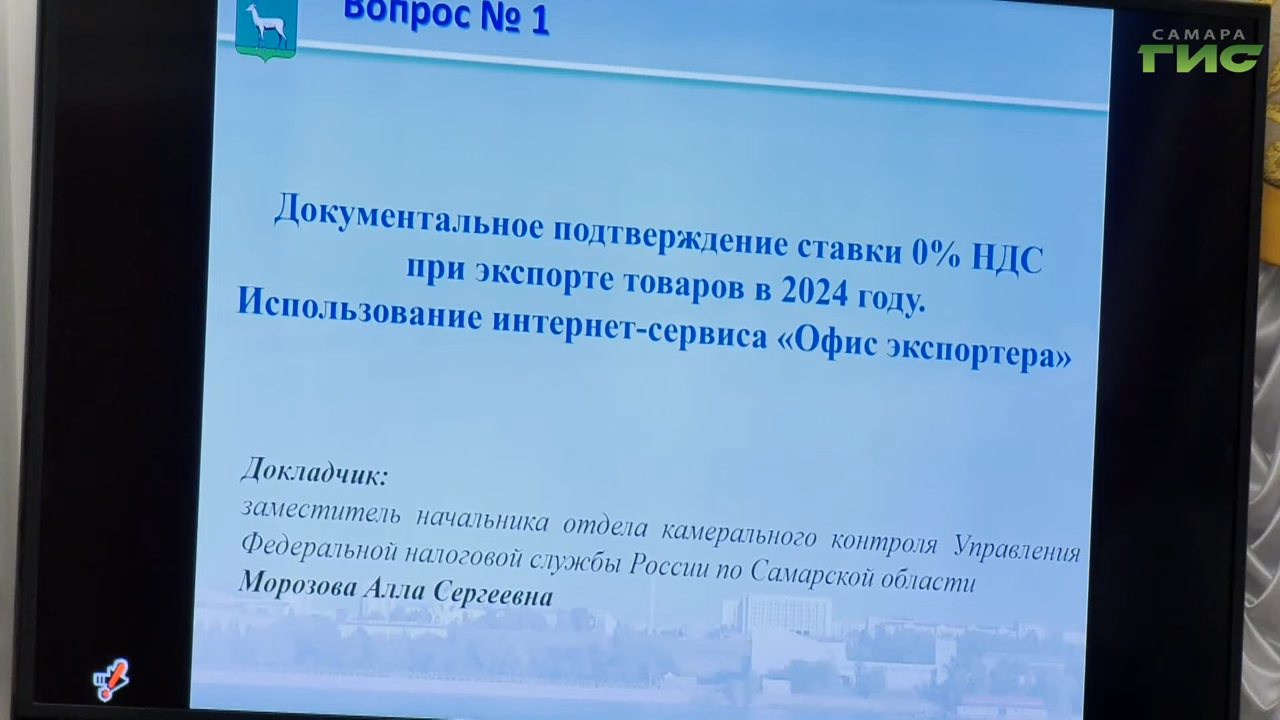 Вопрос № 1
САМАРА
ГИС
Документальное подтверждение ставки 0% НДС
при экспорте товаров в 2024 году.
Использование интернет-сервиса «Офис экспортера»
Докладчик:
заместитель начальника отдела камерального контроля Управления
Федеральной налоговой службы России по Самарской области
Морозова Алла Сергеевна